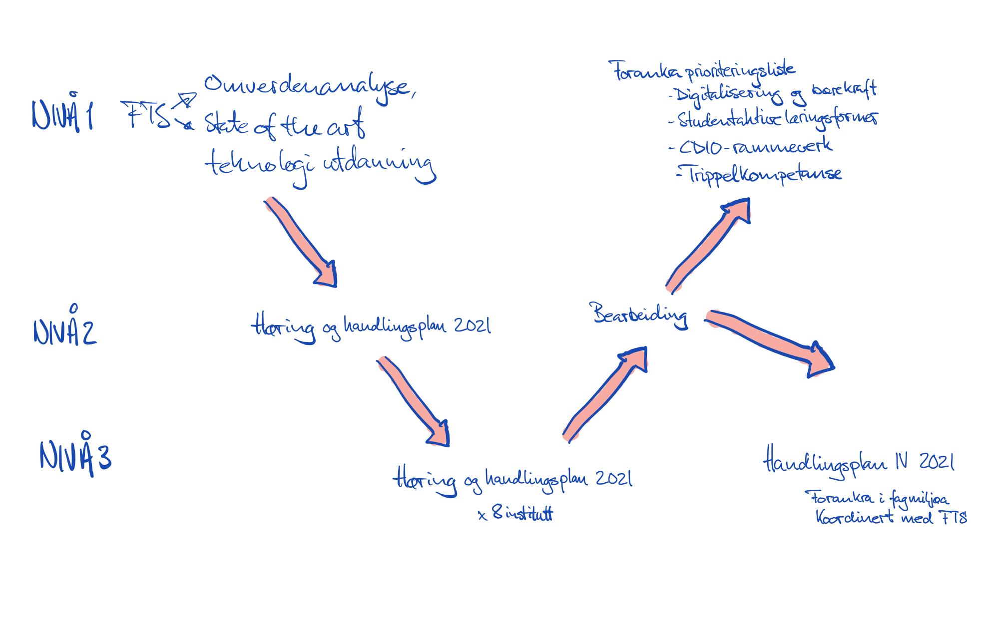 NIVÅ 1
FTS
Omverdenanalyse,
State of the art
teknologi utdanning
Forankra prioriteringsliste
- Digitalisering og bærekraft
- Studentaktive læringsformer
- CDIO-rammeverk
- Trippelkompetanse
NIVÅ 2
Høring og handlingsplan 2021
Bearbeiding
NIVÅ 3
Høring og handlingsplan 2021
x 8 institutt
Handlingsplan IV 2021
Forankra i fagmiljøa
Koordinert med FTS